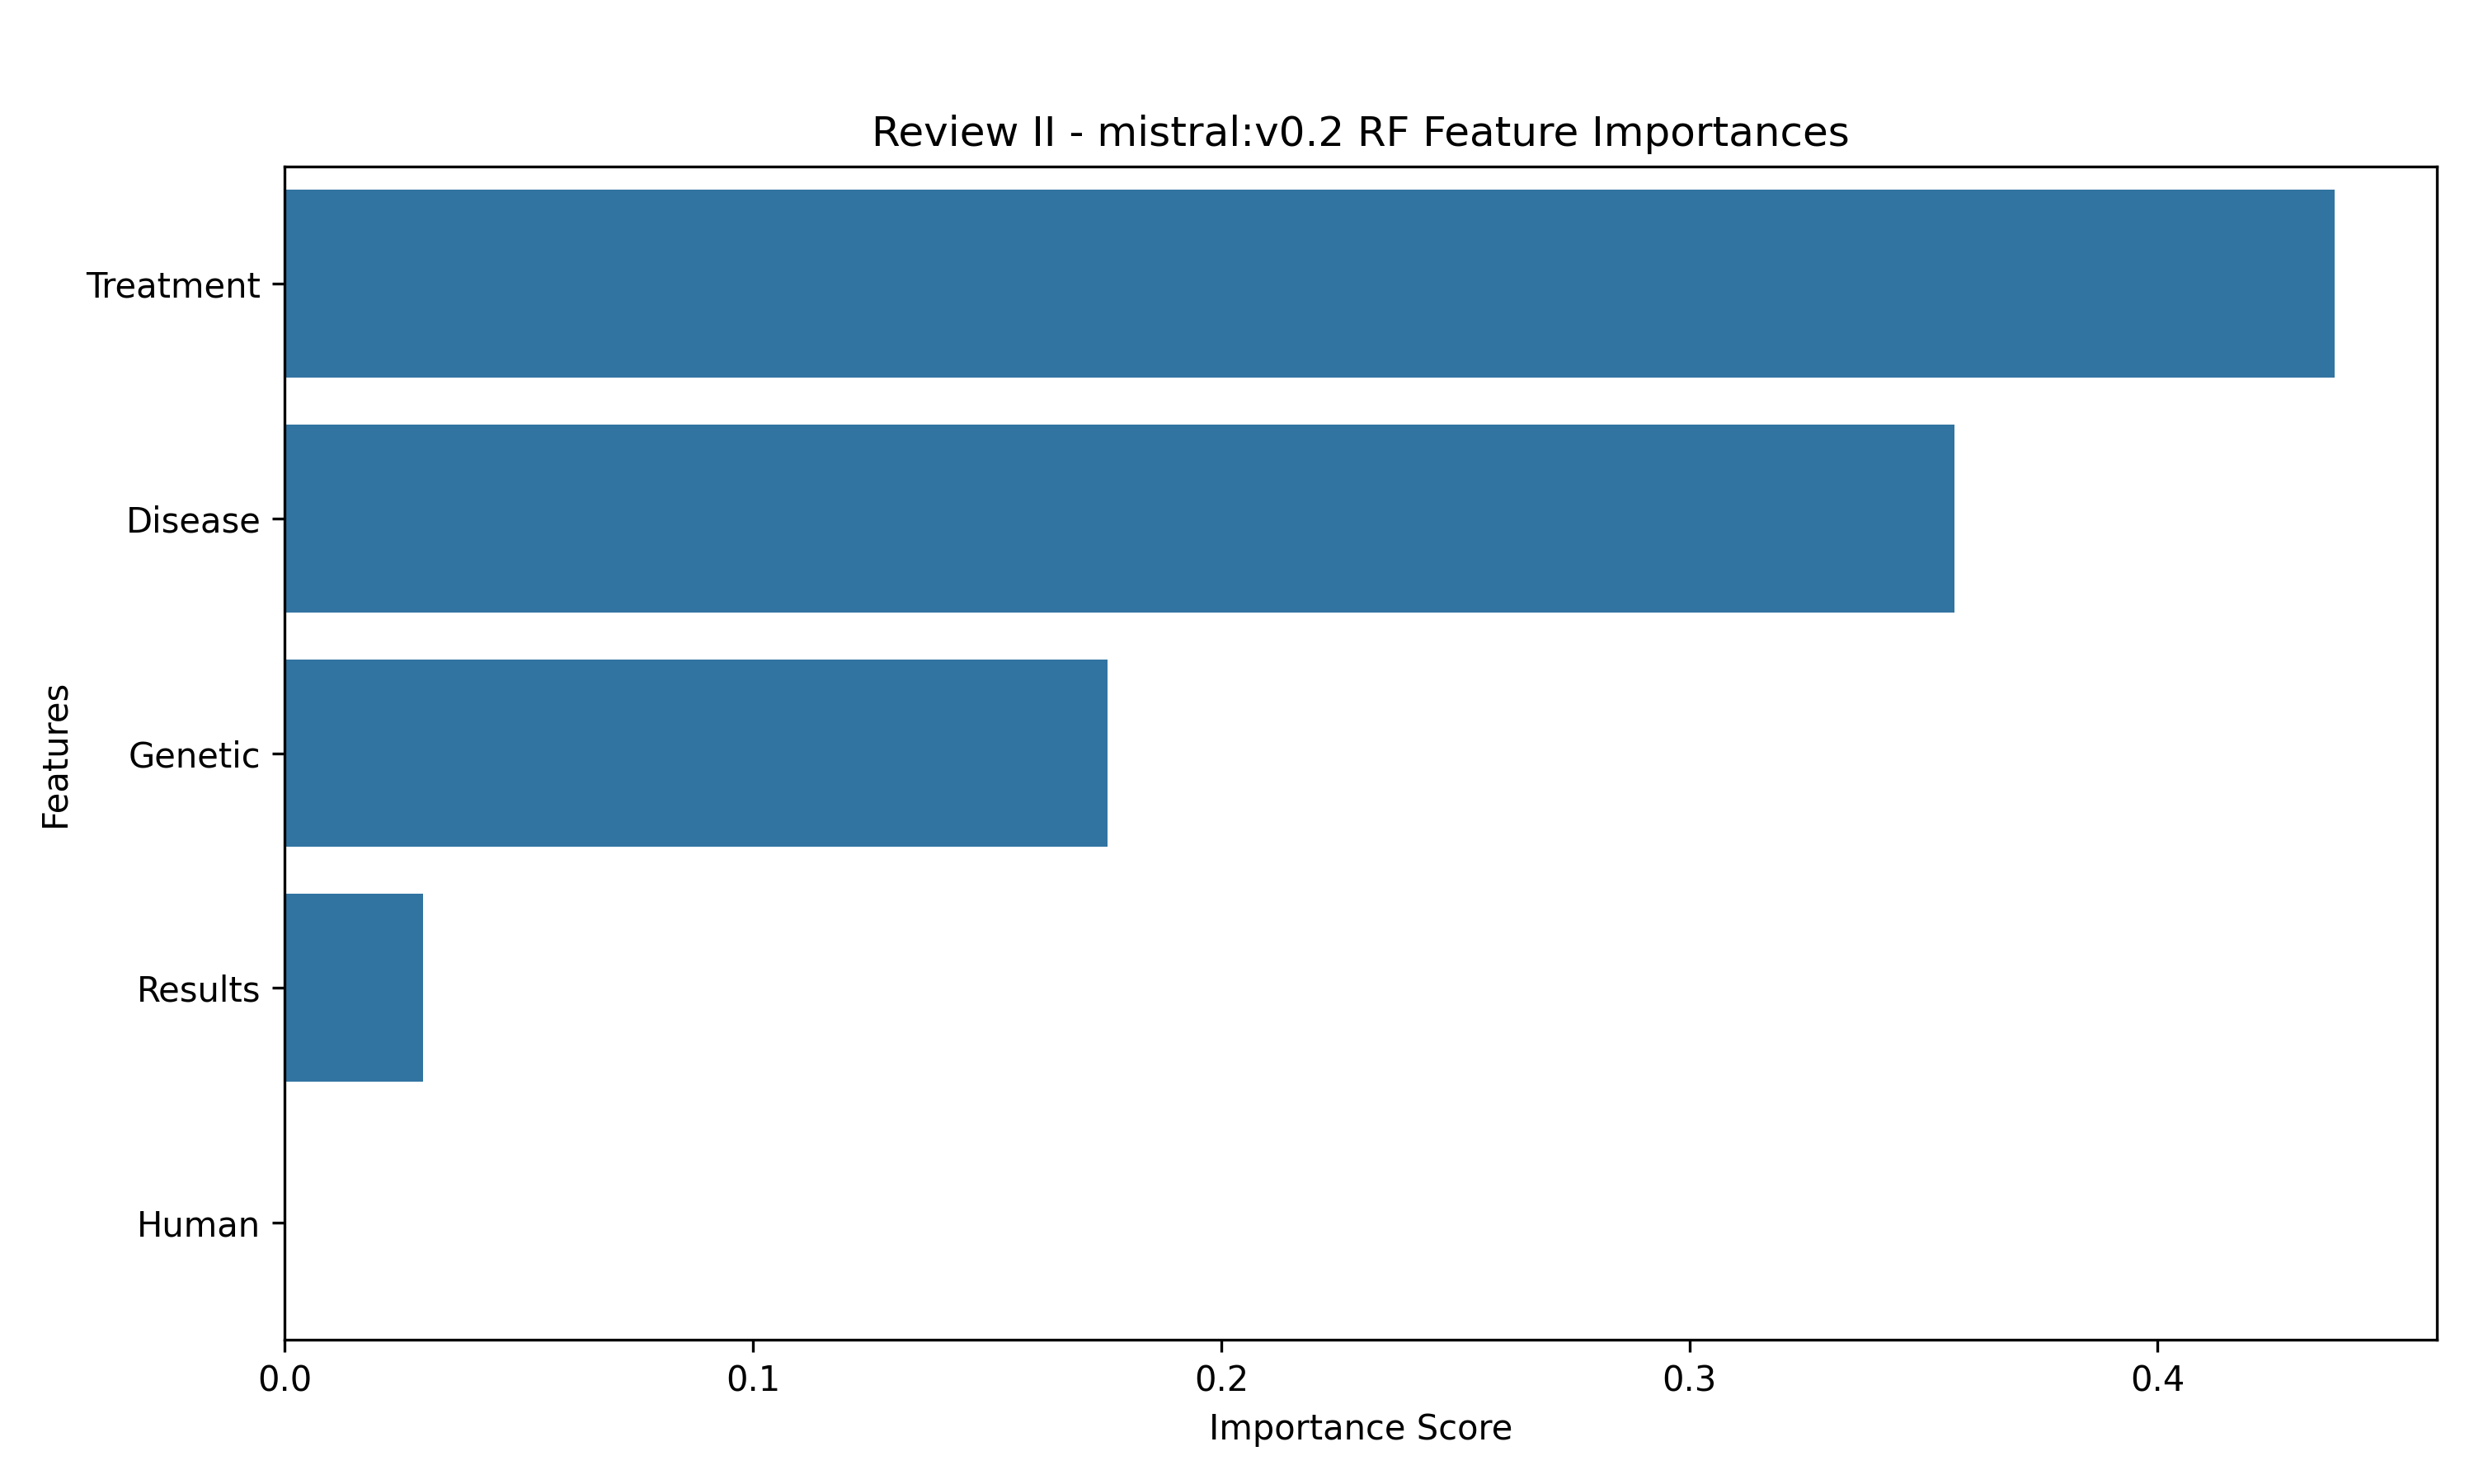 Review II - mistral:v0.2 RF Feature Importances
Treatment
Disease
Genetic
Results
Human
Features
0.0 0.1 0.2 0.3 0.4
Importance Score